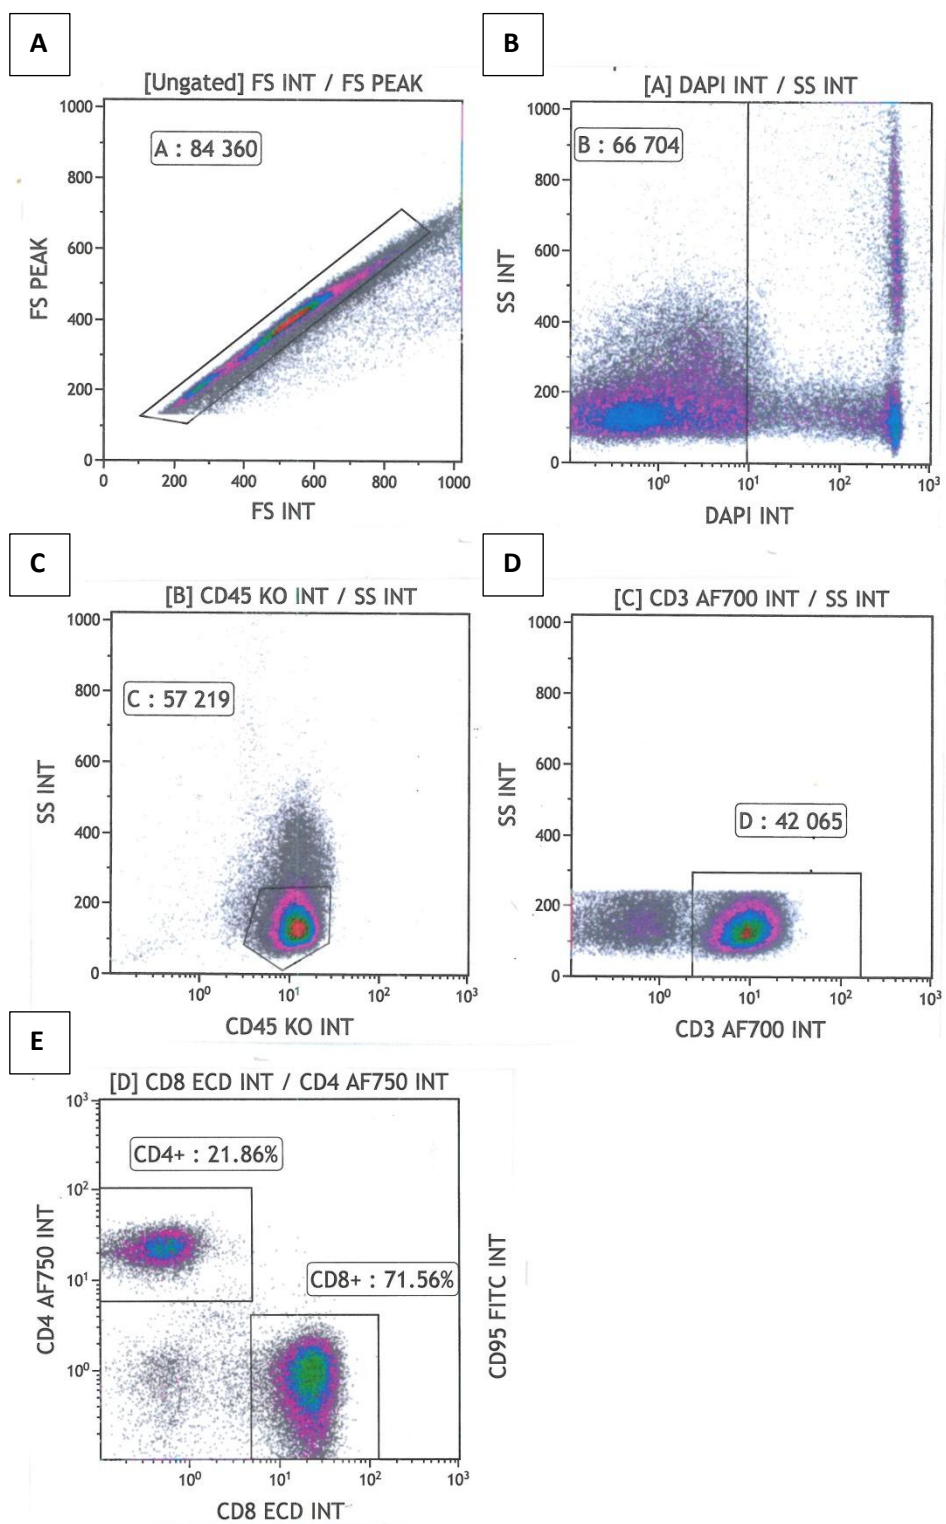 A
[Ungated] FS INT / FS PEAK
A : 84 360
1000
800
600
400
200
0
FS PEAK
0 200 400 600 800 1000
FS INT
B
[A] DAPI INT / SS INT
B : 66 704
1000
800
600
400
200
0
SS INT
10⁰ 10¹ 10² 10³
DAPI INT
C
[B] CD45 KO INT / SS INT
C : 57 219
1000
800
600
400
200
0
SS INT
10⁰ 10¹ 10² 10³
CD45 KO INT
D
[C] CD3 AF700 INT / SS INT
D : 42 065
1000
800
600
400
200
0
SS INT
10⁰ 10¹ 10² 10³
CD3 AF700 INT
E
[D] CD8 ECD INT / CD4 AF750 INT
CD4+ : 21.86%
CD8+ : 71.56%
10³
10²
10¹
10⁰
CD4 AF750 INT
10⁰ 10¹ 10² 10³
CD8 ECD INT
CD95 FITC INT